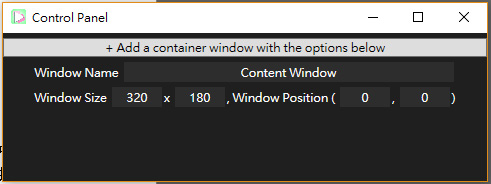 Control Panel
+ Add a container window with the options below
Window Name Content Window
Window Size 320 x 180 , Window Position ( 0 , 0 )